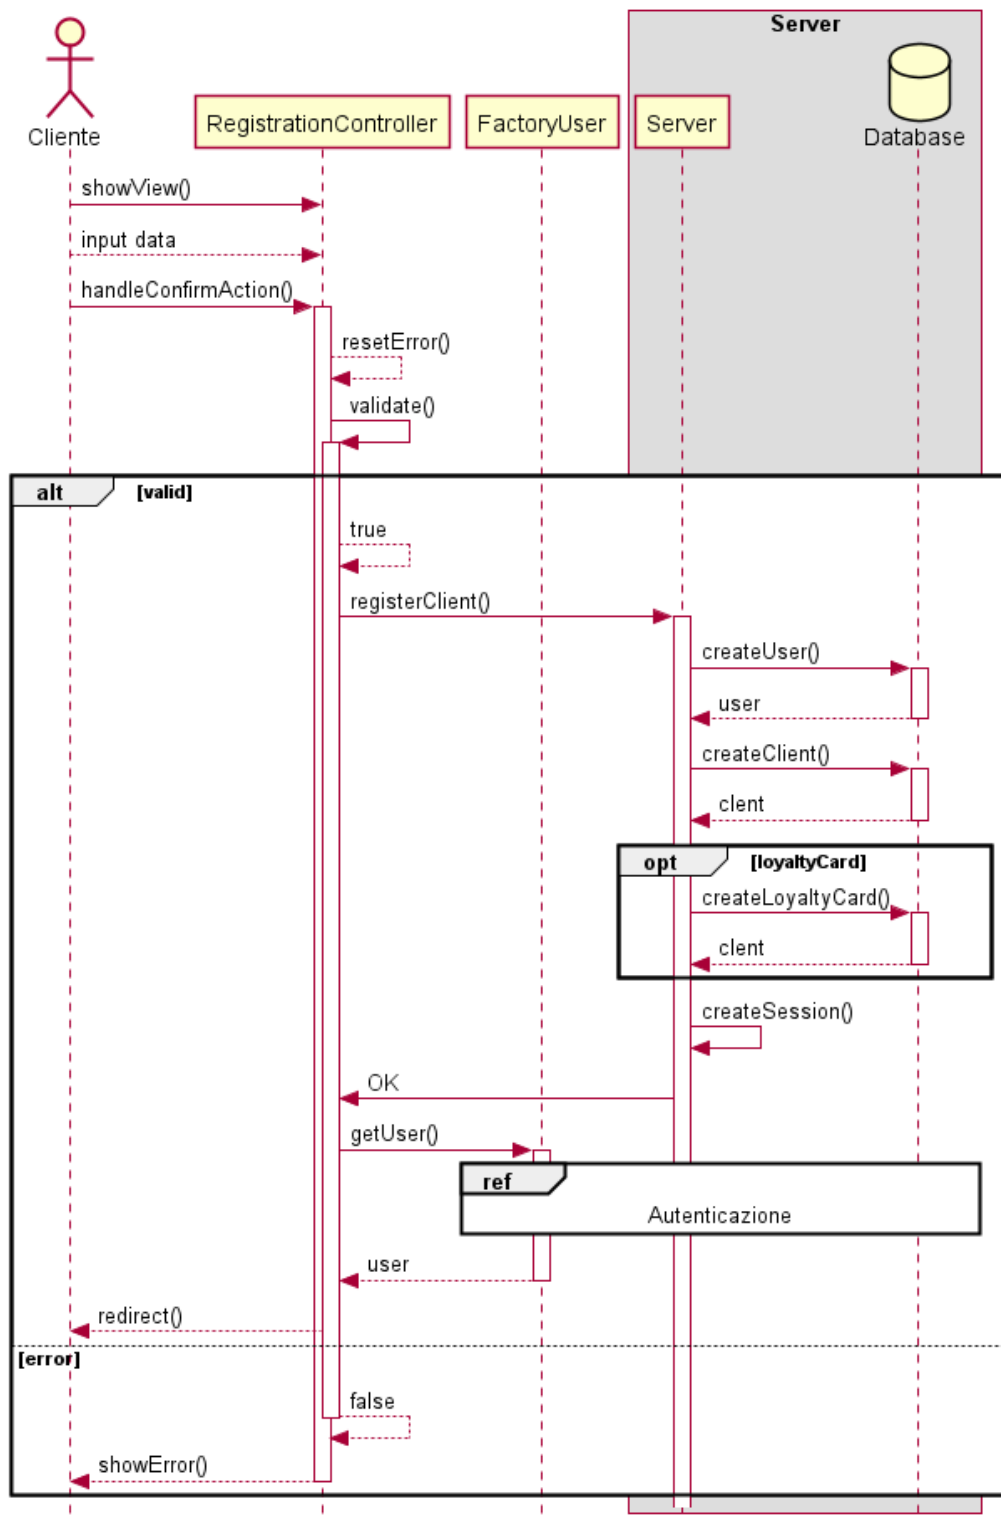 Server
Cliente
RegistrationController
FactoryUser
Server
Database
showView()
input data
handleConfirmAction()
resetError()
validate()
alt
[valid]
true
registerClient()
createUser()
user
createClient()
clent
opt
[loyaltyCard]
createLoyaltyCard()
clent
createSession()
OK
getUser()
ref
Autenticazione
user
redirect()
[error]
false
showError()